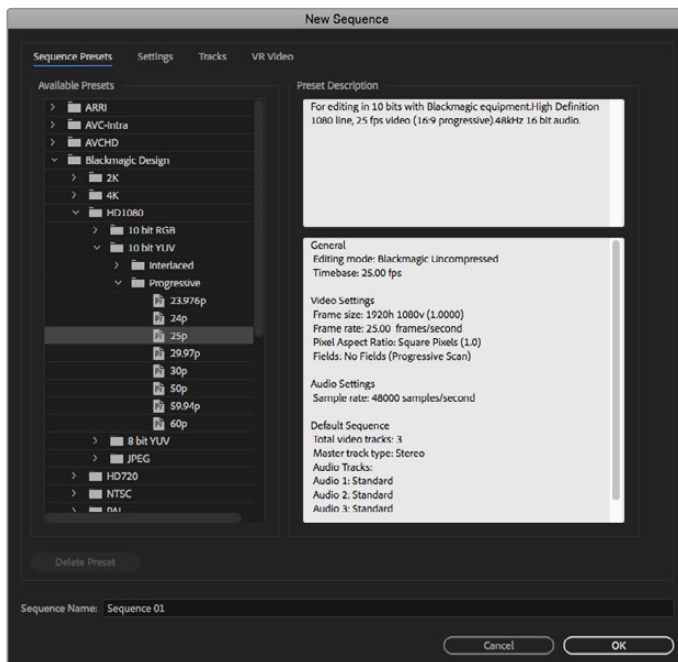 New Sequence
Sequence Presets Settings Tracks VR Video
Available Presets
ARRI
AVC-Intra
AVCHD
Blackmagic Design
2K
4K
HD1080
10 bit RGB
10 bit YUV
Interlaced
Progressive
23.976p
24p
25p
29.97p
30p
50p
59.94p
60p
8 bit YUV
JPEG
HD720
NTSC
PAL
Delete Preset
Preset Description
For editing in 10 bits with Blackmagic equipment.High Definition
1080 line, 25 fps video (16:9 progressive).48kHz 16 bit audio.
General
Editing mode: Blackmagic Uncompressed
Timebase: 25.00 fps
Video Settings
Frame size: 1920h 1080v (1.0000)
Frame rate: 25.00 frames/second
Pixel Aspect Ratio: Square Pixels (1.0)
Fields: No Fields (Progressive Scan)
Audio Settings
Sample rate: 48000 samples/second
Default Sequence
Total video tracks: 3
Master track type: Stereo
Audio Tracks:
Audio 1: Standard
Audio 2: Standard
Audio 3: Standard
Sequence Name: Sequence 01
Cancel OK